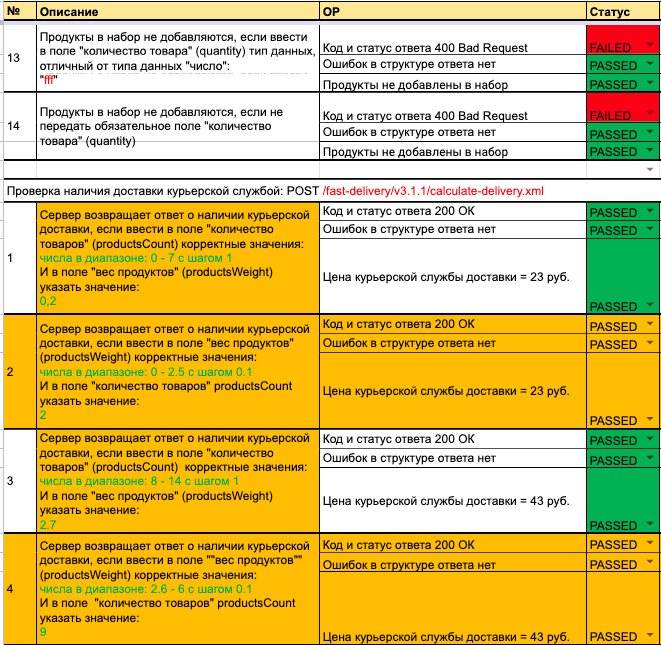 № Описание ОР Статус
13
Продукты в набор не добавляются, если ввести
в поле "количество товара" (quantity) тип данных,
отличный от типа данных "число":
"fff"
Код и статус ответа 400 Bad Request FAILED
Ошибок в структуре ответа нет PASSED
Продукты не добавлены в набор PASSED
14
Продукты в набор не добавляются, если не
передать обязательное поле "количество
товара" (quantity)
Код и статус ответа 400 Bad Request FAILED
Ошибок в структуре ответа нет PASSED
Продукты не добавлены в набор PASSED
Проверка наличия доставки курьерской службой: POST /fast-delivery/v3.1.1/calculate-delivery.xml
1
Сервер возвращает ответ о наличии курьерской
доставки, если ввести в поле "количество
товаров" (productsCount) корректные значения:
числа в диапазоне: 0 - 7 с шагом 1
И в поле "вес продуктов" (productsWeight)
указать значение:
0,2
Код и статус ответа 200 ОК PASSED
Ошибок в структуре ответа нет PASSED
Цена курьерской службы доставки = 23 руб. PASSED
2
Сервер возвращает ответ о наличии курьерской
доставки, если ввести в поле "вес продуктов"
(productsWeight) корректные значения:
числа в диапазоне: 0 - 2.5 с шагом 0.1
И в поле "количество товаров" productsCount
указать значение:
2
Код и статус ответа 200 ОК PASSED
Ошибок в структуре ответа нет PASSED
Цена курьерской службы доставки = 23 руб. PASSED
3
Сервер возвращает ответ о наличии курьерской
доставки, если ввести в поле "количество
товаров" (productsCount) корректные значения:
числа в диапазоне: 8 - 14 с шагом 1
И в поле "вес продуктов" (productsWeight)
указать значение:
2.7
Код и статус ответа 200 ОК PASSED
Ошибок в структуре ответа нет PASSED
Цена курьерской службы доставки = 43 руб. PASSED
4
Сервер возвращает ответ о наличии курьерской
доставки, если ввести в поле ""вес продуктов""
(productsWeight) корректные значения:
числа в диапазоне: 2.6 - 6 с шагом 0.1
И в поле "количество товаров" productsCount
указать значение:
9
Код и статус ответа 200 ОК PASSED
Ошибок в структуре ответа нет PASSED
Цена курьерской службы доставки = 43 руб. PASSED